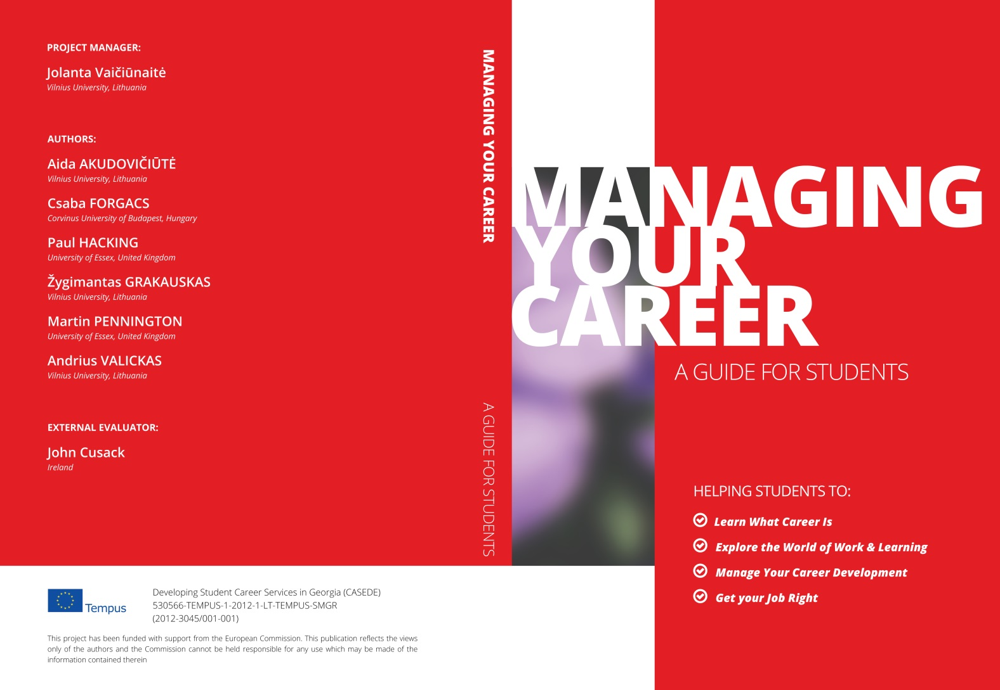 PROJECT MANAGER:
Jolanta Vaičiūnaitė
Vilnius University, Lithuania
AUTHORS:
Aida AKUDOVIČIŪTĖ
Vilnius University, Lithuania
Csaba FORGACS
Corvinus University of Budapest, Hungary
Paul HACKING
University of Essex, United Kingdom
Žygimantas GRAKAUSKAS
Vilnius University, Lithuania
Martin PENNINGTON
University of Essex, United Kingdom
Andrius VALICKAS
Vilnius University, Lithuania
EXTERNAL EVALUATOR:
John Cusack
Ireland
Tempus
Developing Student Career Services in Georgia (CASEDE)
530566-TEMPUS-1-2012-1-LT-TEMPUS-SMGR
(2012-3045/001-001)
This project has been funded with support from the European Commission. This publication reflects the views
only of the authors and the Commission cannot be held responsible for any use which may be made of the
information contained therein
MANAGING YOUR CAREER
A GUIDE FOR STUDENTS
MANAGING
YOUR
CAREER
A GUIDE FOR STUDENTS
HELPING STUDENTS TO:
Learn What Career Is
Explore the World of Work & Learning
Manage Your Career Development
Get your Job Right